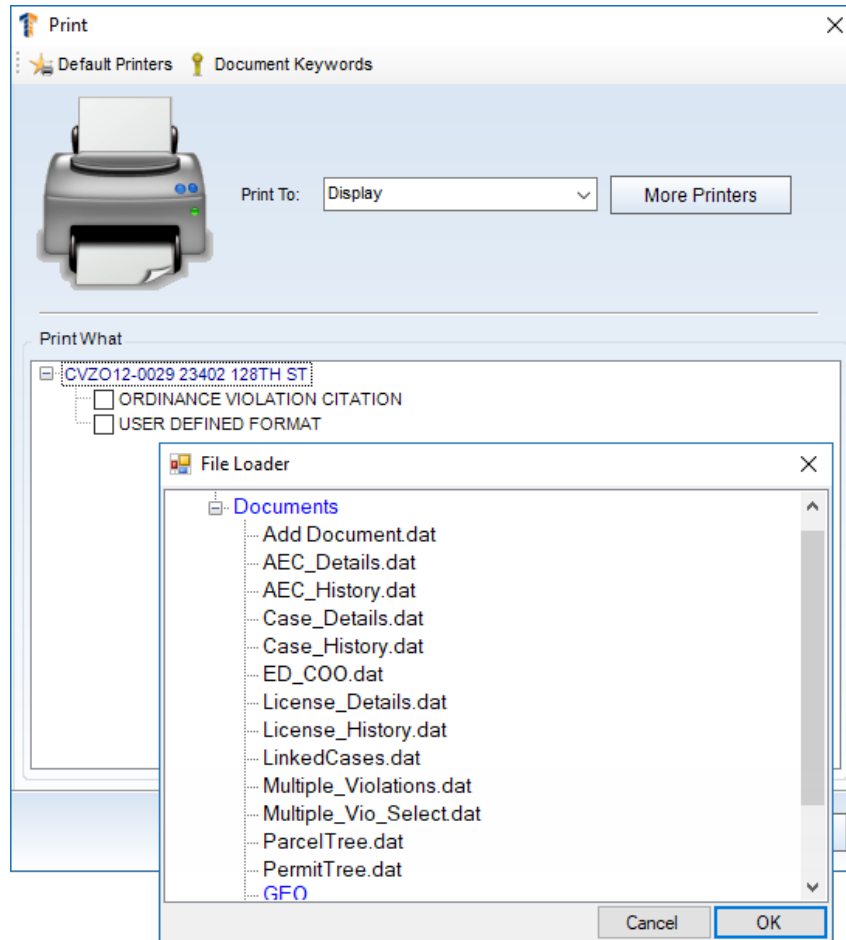 Print
Default Printers Document Keywords
Print To: Display More Printers
Print What
CVZO12-0029 23402 128TH ST
ORDINANCE VIOLATION CITATION
USER DEFINED FORMAT
File Loader
Documents
Add Document.dat
AEC_Details.dat
AEC_History.dat
Case_Details.dat
Case_History.dat
ED_COO.dat
License_Details.dat
License_History.dat
LinkedCases.dat
Multiple_Violations.dat
Multiple_Vio_Select.dat
ParcelTree.dat
PermitTree.dat
GEO
Cancel OK